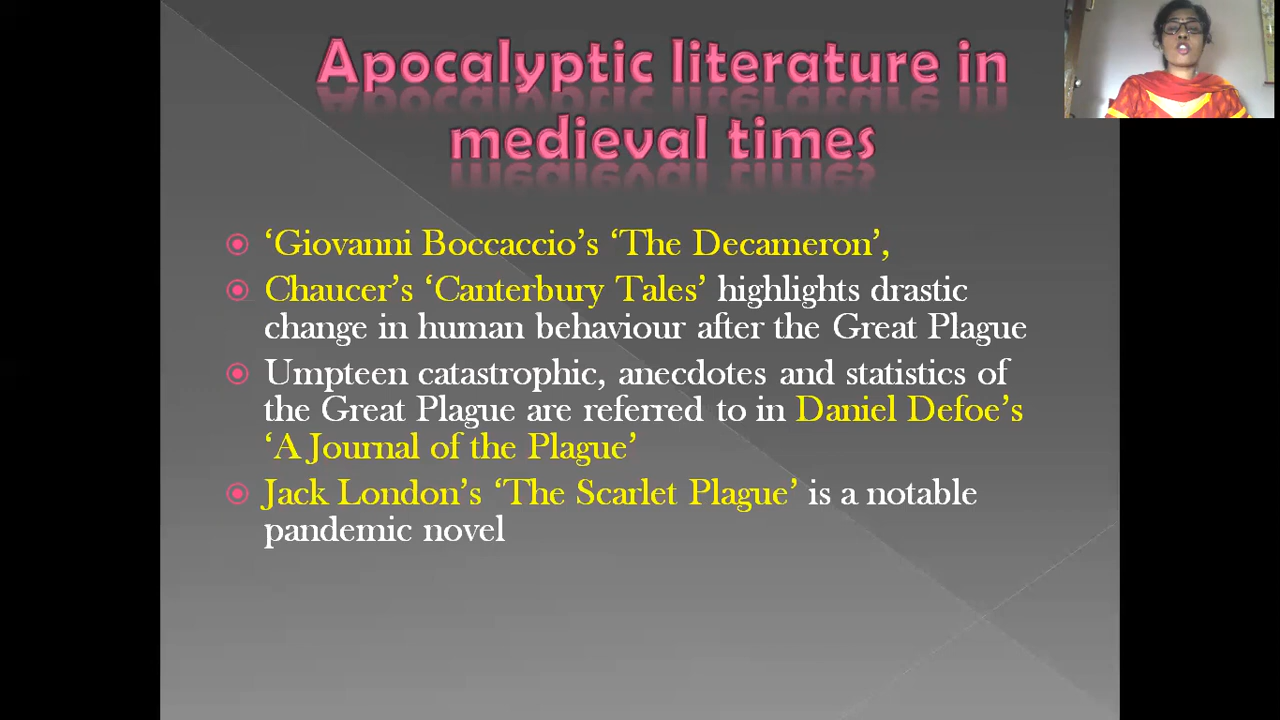 Apocalyptic literature in
medieval times
‘Giovanni Boccaccio’s ‘The Decameron’,
Chaucer’s ‘Canterbury Tales’ highlights drastic
change in human behaviour after the Great Plague
Umpteen catastrophic, anecdotes and statistics of
the Great Plague are referred to in Daniel Defoe’s
‘A Journal of the Plague’
Jack London’s ‘The Scarlet Plague’ is a notable
pandemic novel